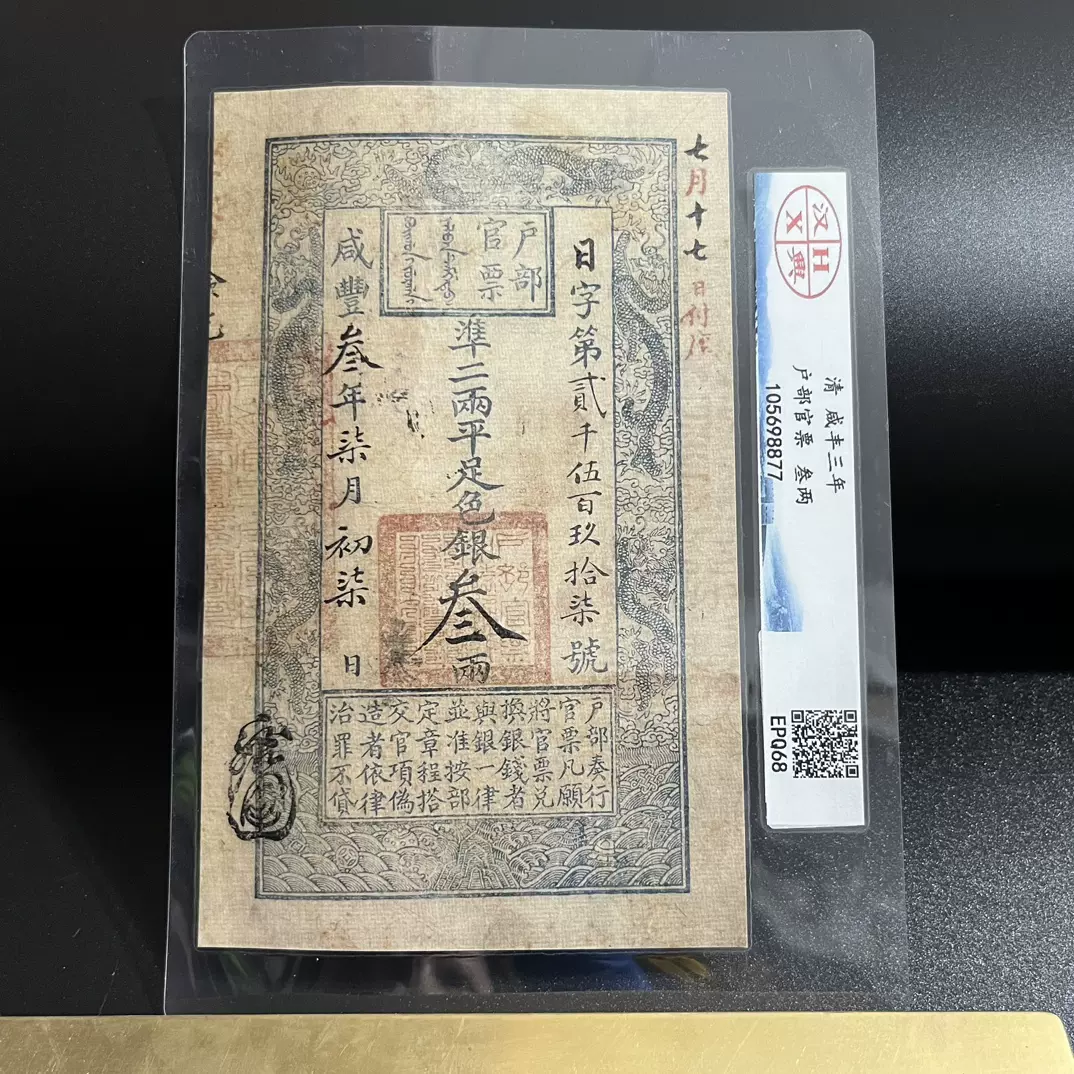 七月十七日付库
日字第貳千伍百玖拾柒號
戶部
官票
準二兩平足色銀叁兩
咸豐叁年柒月初柒日
戶部奏行
官票凡願
將官票兌
換銀錢者
與銀一律
並准按部
定章程搭
交官項偽
造者依律
治罪不貸
汉興
HX
清 咸丰三年
户部官票 叁两
105698877
EPQ68